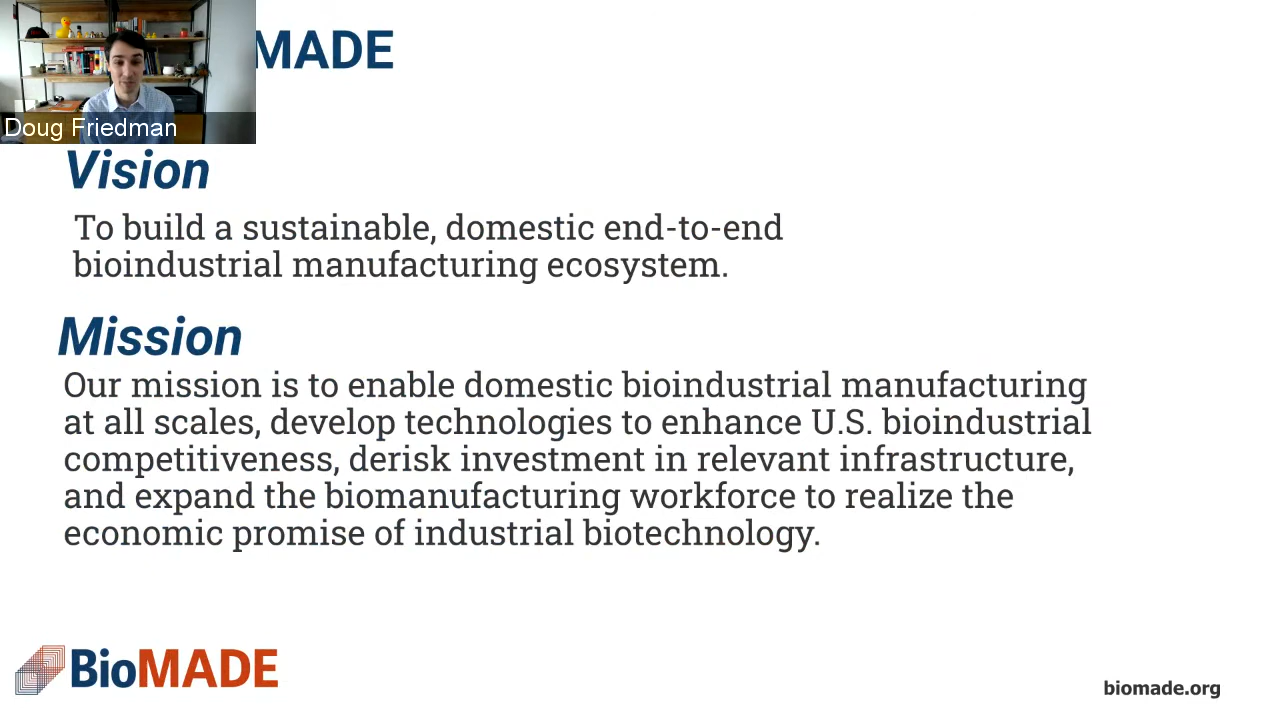 MADE
Doug Friedman
Vision
To build a sustainable, domestic end-to-end
bioindustrial manufacturing ecosystem.
Mission
Our mission is to enable domestic bioindustrial manufacturing
at all scales, develop technologies to enhance U.S. bioindustrial
competitiveness, derisk investment in relevant infrastructure,
and expand the biomanufacturing workforce to realize the
economic promise of industrial biotechnology.
BioMADE
biomade.org